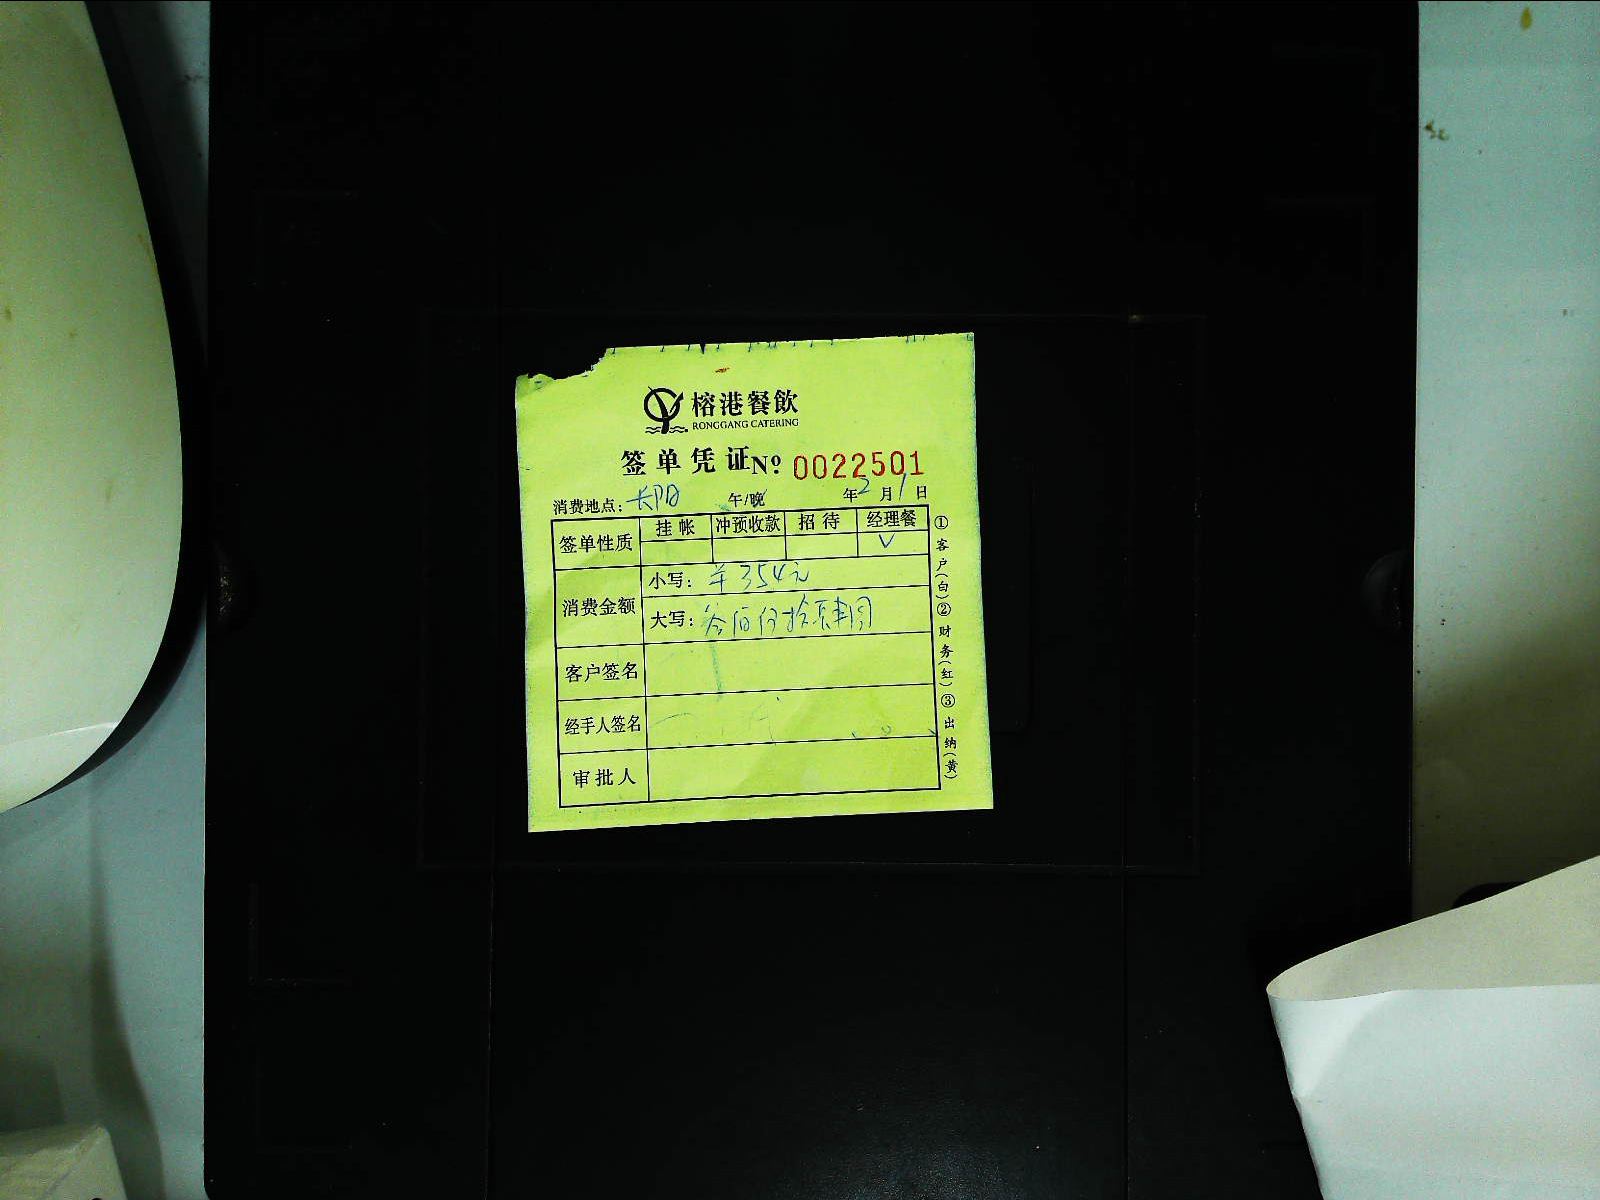 榕港餐飲
RONGGANG CATERING
签单凭证 № 0022501
消费地点：长阳 午/晚 年2月1日
签单性质 挂帐 冲预收款 招待 经理餐
√
消费金额 小写：￥354元
大写：叁佰伍拾肆圆
客户签名
经手人签名
审批人
①客户(白)②财务(红)③出纳(黄)